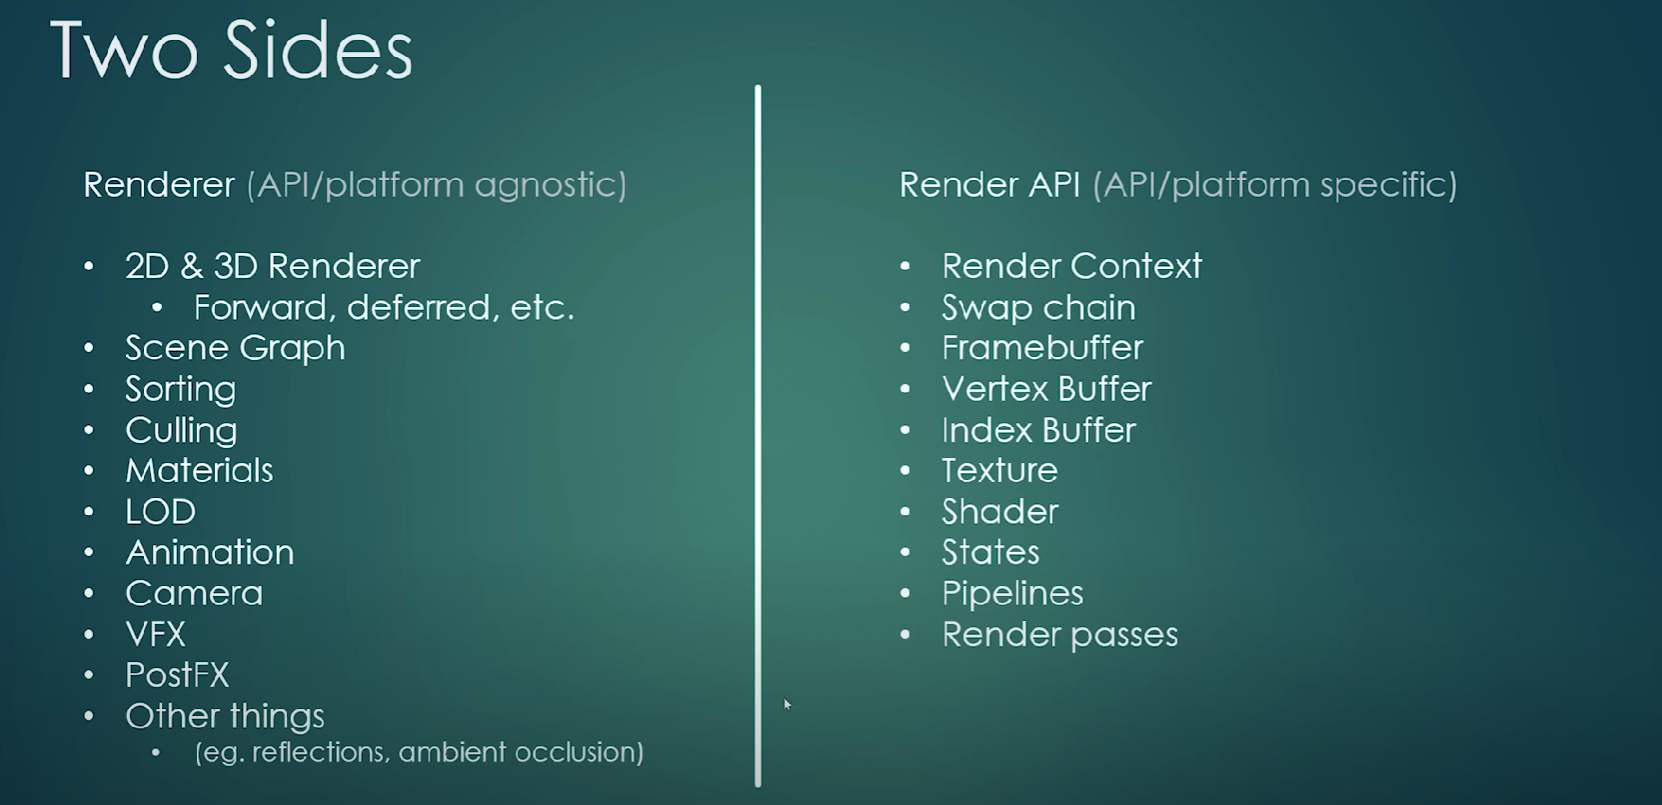 Two Sides
Renderer (API/platform agnostic)
• 2D & 3D Renderer
• Forward, deferred, etc.
• Scene Graph
• Sorting
• Culling
• Materials
• LOD
• Animation
• Camera
• VFX
• PostFX
• Other things
• (eg. reflections, ambient occlusion)
Render API (API/platform specific)
• Render Context
• Swap chain
• Framebuffer
• Vertex Buffer
• Index Buffer
• Texture
• Shader
• States
• Pipelines
• Render passes